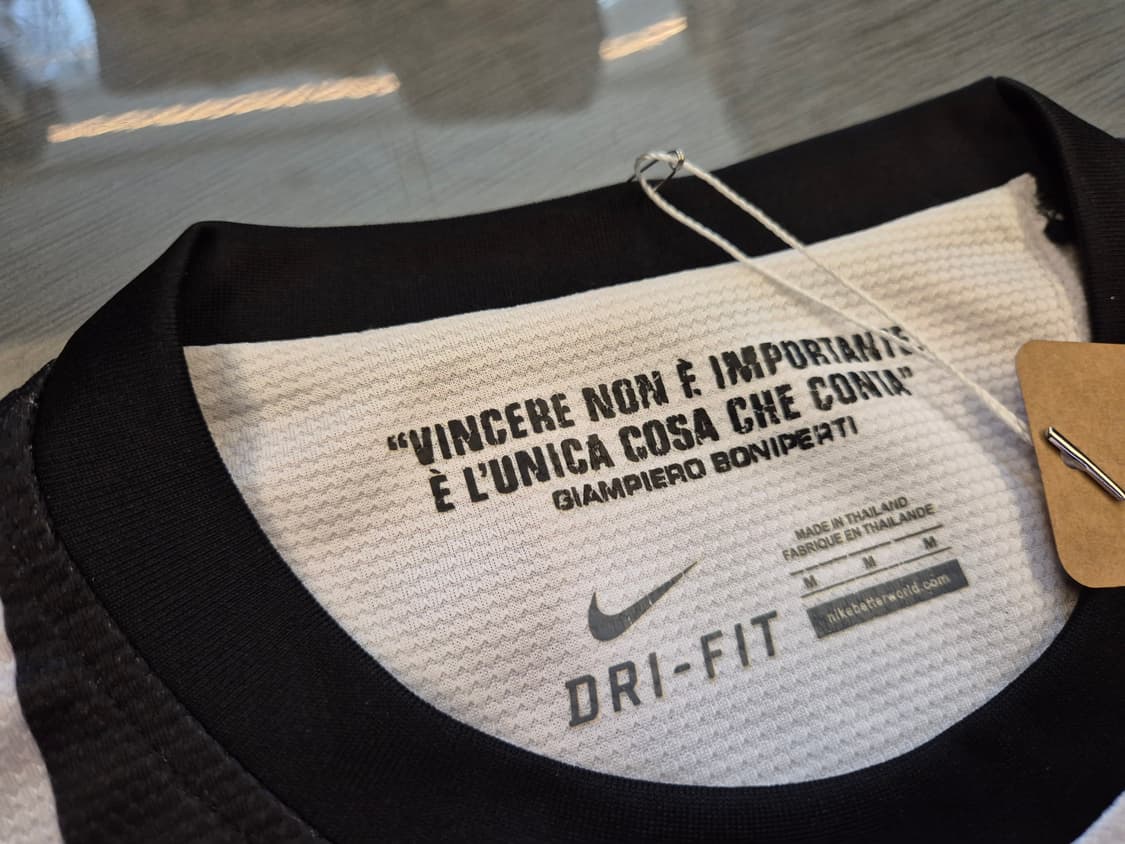 “VINCERE NON È IMPORTANTE:
È L’UNICA COSA CHE CONTA”
GIAMPIERO BONIPERTI
MADE IN THAILAND
FABRIQUE EN THAILANDE
M M M
nikebetterworld.com
DRI-FIT